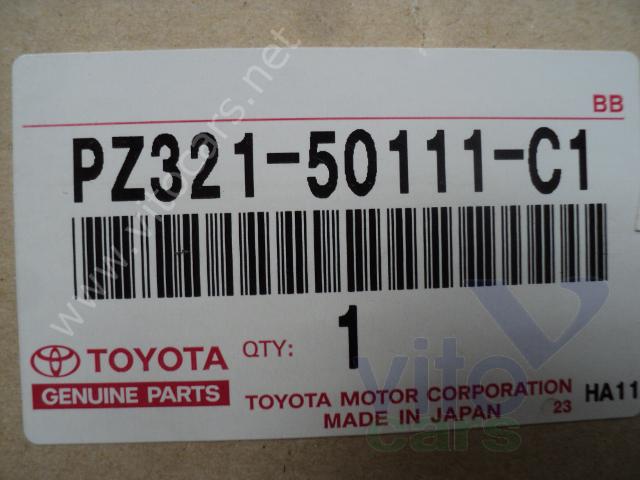 BB
PZ321-50111-C1
TOYOTA
GENUINE PARTS
QTY: 1
TOYOTA MOTOR CORPORATION
MADE IN JAPAN 23
HA11
www.vitocars.net
vito
cars